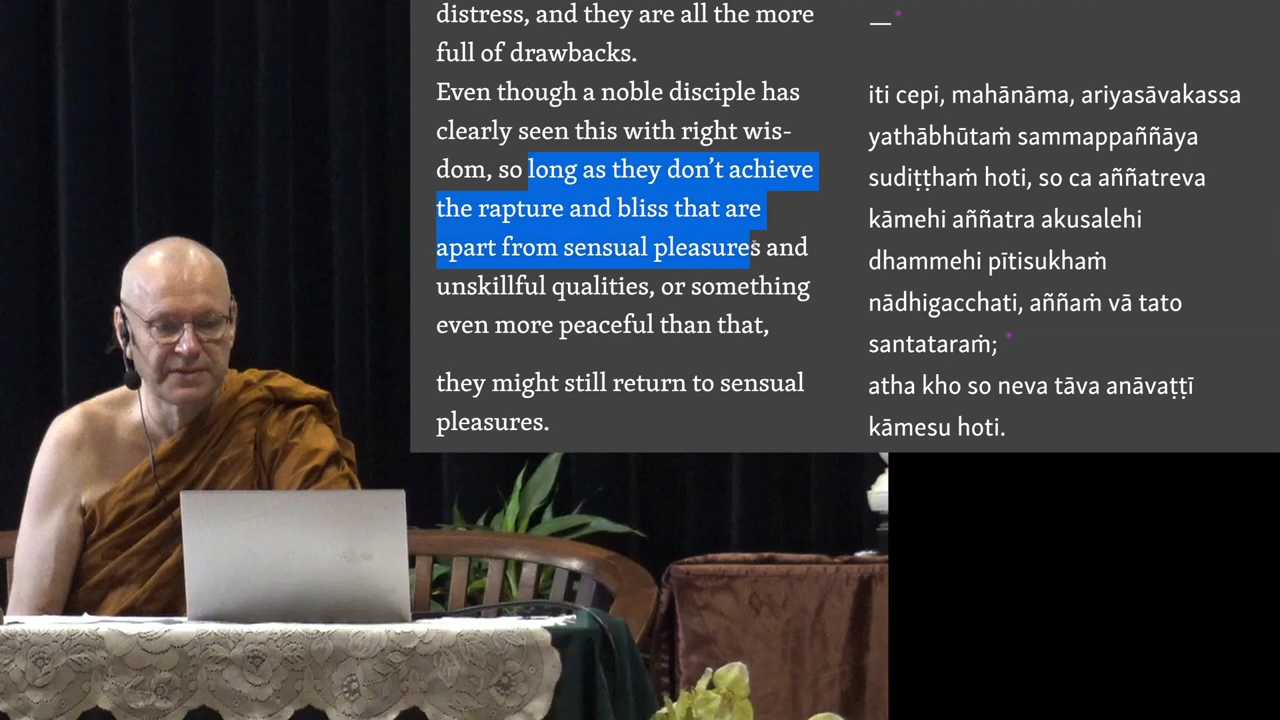 distress, and they are all the more
full of drawbacks.
Even though a noble disciple has
clearly seen this with right wis-
dom, so long as they don’t achieve
the rapture and bliss that are
apart from sensual pleasures and
unskillful qualities, or something
even more peaceful than that,
they might still return to sensual
pleasures.
—*
iti cepi, mahānāma, ariyasāvakassa
yathābhūtaṁ sammappaññāya
sudiṭṭhaṁ hoti, so ca aññatreva
kāmehi aññatra akusalehi
dhammehi pītisukhaṁ
nādhigacchati, aññaṁ vā tato
santataraṁ; *
atha kho so neva tāva anāvaṭṭī
kāmesu hoti.